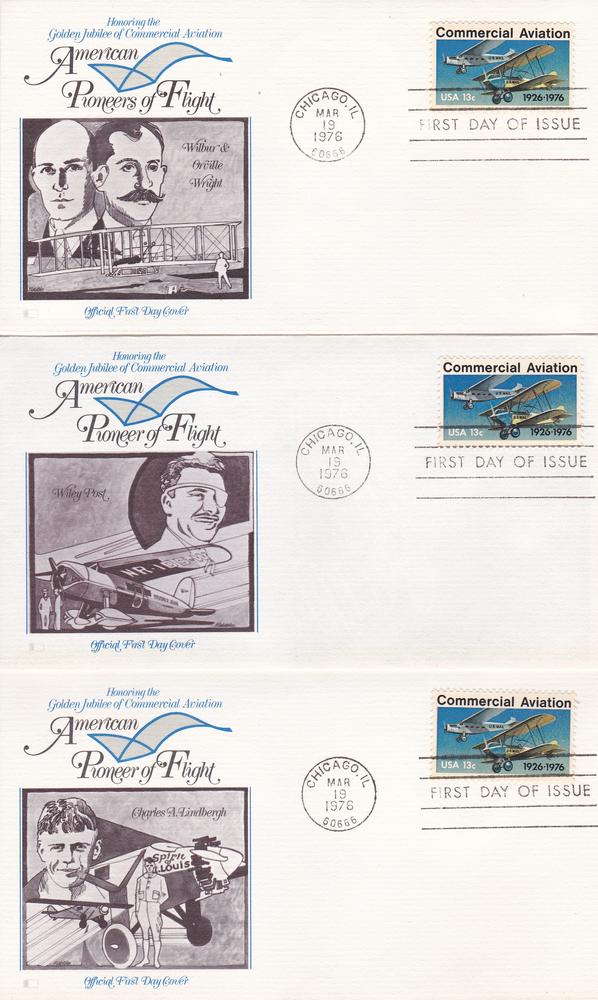 Honoring the
Golden Jubilee of Commercial Aviation
American
Pioneers of Flight
Wilbur &
Orville
Wright
Official First Day Cover
CHICAGO, IL
MAR
19
1976
60666
Commercial Aviation
U.S. MAIL
USA 13c 1926-1976
FIRST DAY OF ISSUE
Honoring the
Golden Jubilee of Commercial Aviation
American
Pioneer of Flight
Wiley Post
Official First Day Cover
CHICAGO, IL
MAR
19
1976
60666
Commercial Aviation
U.S. MAIL
USA 13c 1926-1976
FIRST DAY OF ISSUE
Honoring the
Golden Jubilee of Commercial Aviation
American
Pioneer of Flight
Charles A. Lindbergh
Spirit
of
St. Louis
Official First Day Cover
CHICAGO, IL
MAR
19
1976
60666
Commercial Aviation
U.S. MAIL
USA 13c 1926-1976
FIRST DAY OF ISSUE